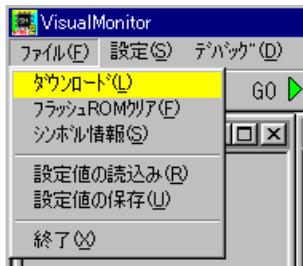 VisualMonitor
ファイル(F) 設定(S) デバッグ(D)
ダウンロード(L)
GO
フラッシュROMクリア(F)
シンボル情報(S)
設定値の読込み(R)
設定値の保存(U)
終了(X)